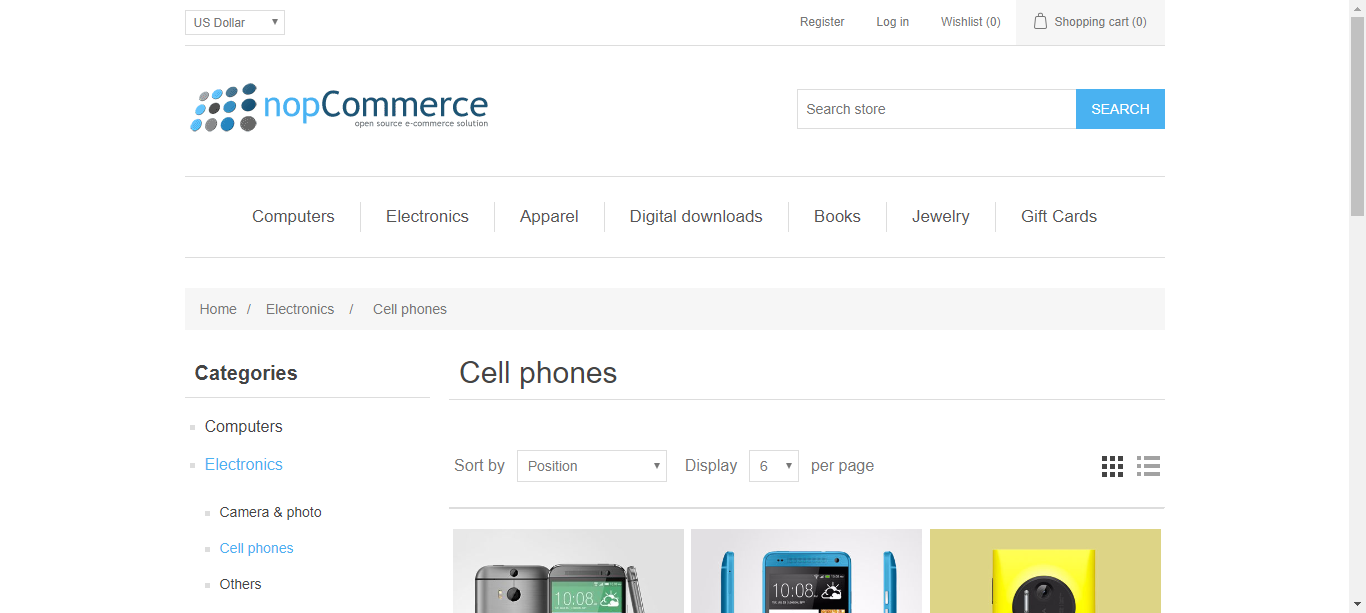 US Dollar
Register
Log in
Wishlist (0)
Shopping cart (0)
nopCommerce
open source e-commerce solution
Search store
SEARCH
Computers
Electronics
Apparel
Digital downloads
Books
Jewelry
Gift Cards
Home / Electronics / Cell phones
Categories
Computers
Electronics
Camera & photo
Cell phones
Others
Cell phones
Sort by Position Display 6 per page
10:08
10:08